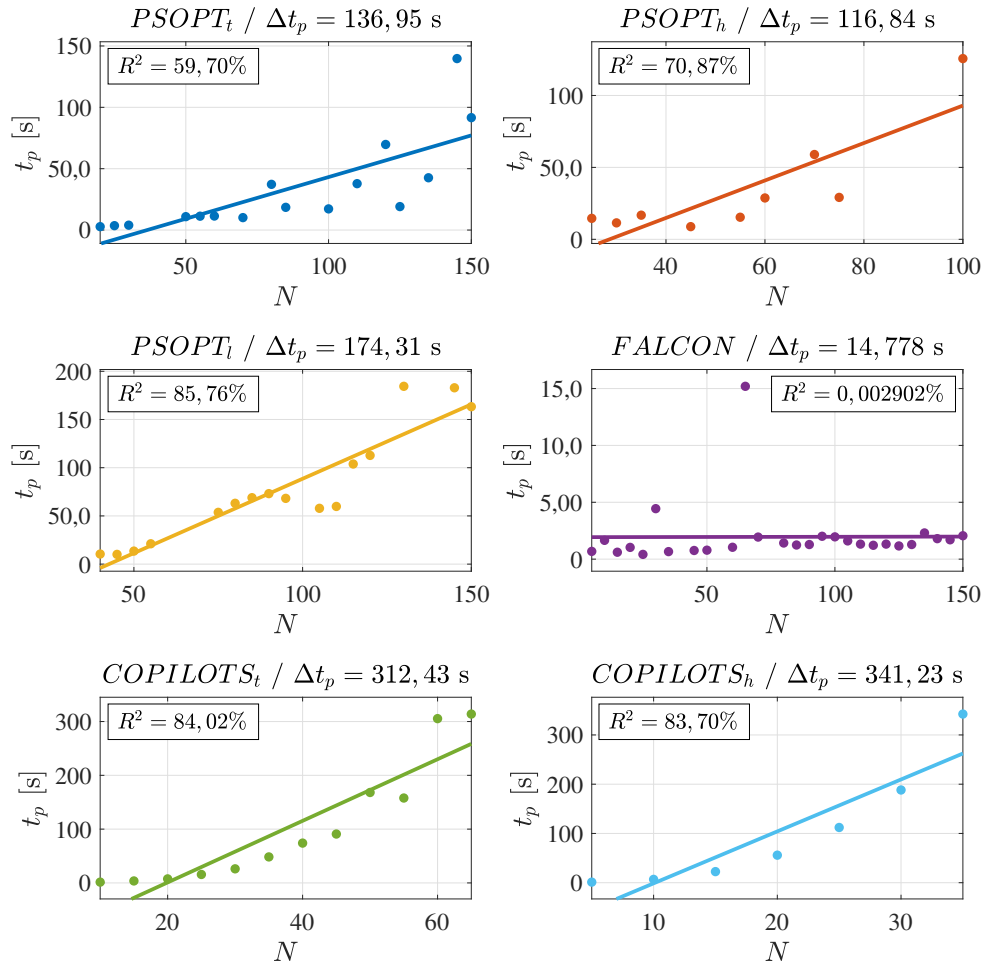 PSOPT_t / Δt_p = 136,95 s
R² = 59,70%
t_p [s]
150
100
50.0
0
50
100
150
N
PSOPT_h / Δt_p = 116,84 s
R² = 70,87%
t_p [s]
100
50.0
0
40
60
80
100
N
PSOPT_l / Δt_p = 174,31 s
R² = 85,76%
t_p [s]
200
150
100
50.0
0
50
100
150
N
FALCON / Δt_p = 14,778 s
R² = 0,002902%
t_p [s]
15,0
10,0
5,00
0
50
100
150
N
COPILOTS_t / Δt_p = 312,43 s
R² = 84,02%
t_p [s]
300
200
100
0
20
40
60
N
COPILOTS_h / Δt_p = 341,23 s
R² = 83,70%
t_p [s]
300
200
100
0
10
20
30
N